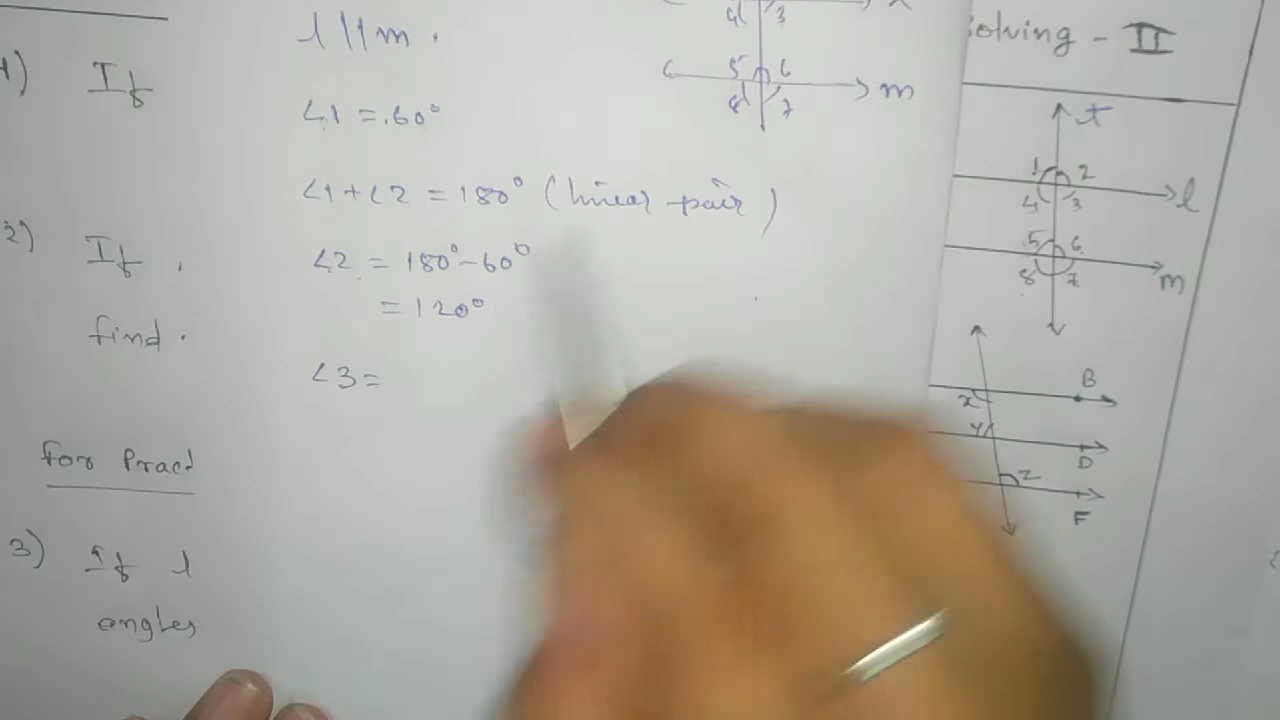 l || m.
∠1 = 60°
∠1 + ∠2 = 180° (linear pair)
∠2 = 180° - 60°
= 120°
∠3 =
1) If
2) If,
find.
For Pract
3) If l
angles
4 3
5 6
8 7
m
olving - II
t
1 2
4 3
l
5 6
8 7
m
x
B
y
D
z
F